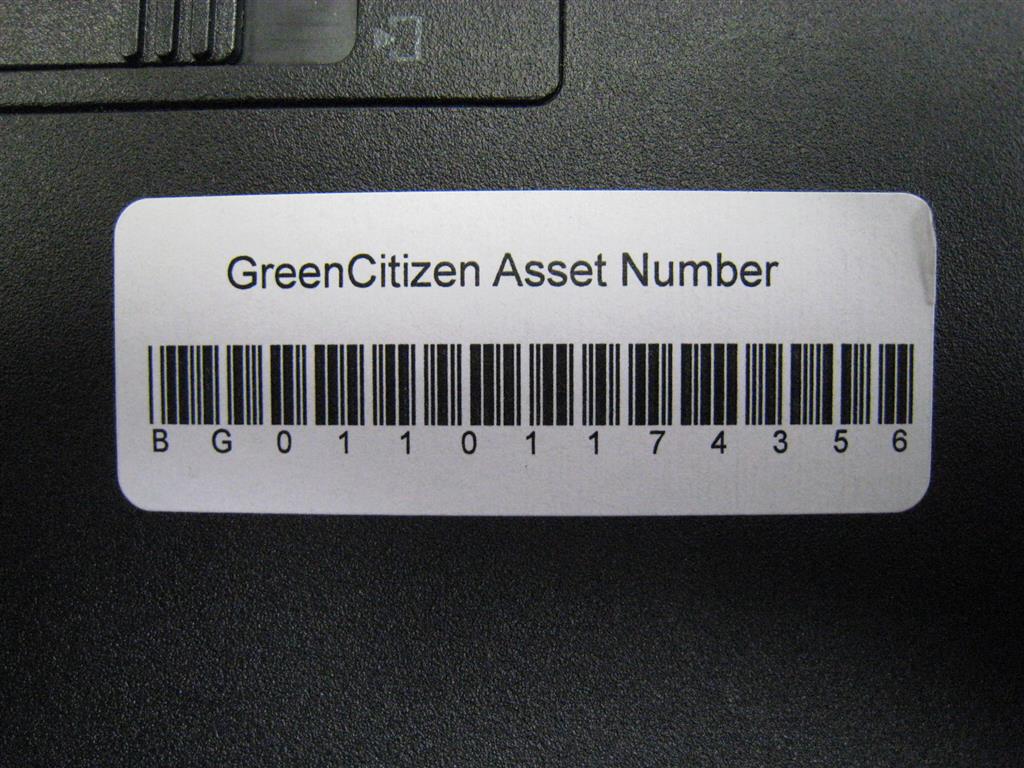 GreenCitizen Asset Number
B G 0 1 1 0 1 1 7 4 3 5 6